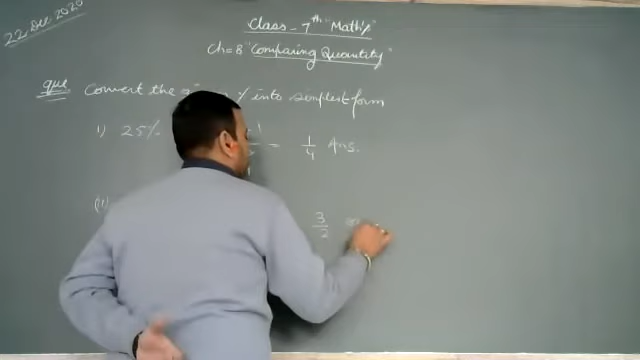 22 Dec 2020
Class - 7th "Maths"
Ch = 8 "Comparing Quantity"
Que Convert the % into simplest form
i) 25% = 1/4 Ans.
(ii) 3/2